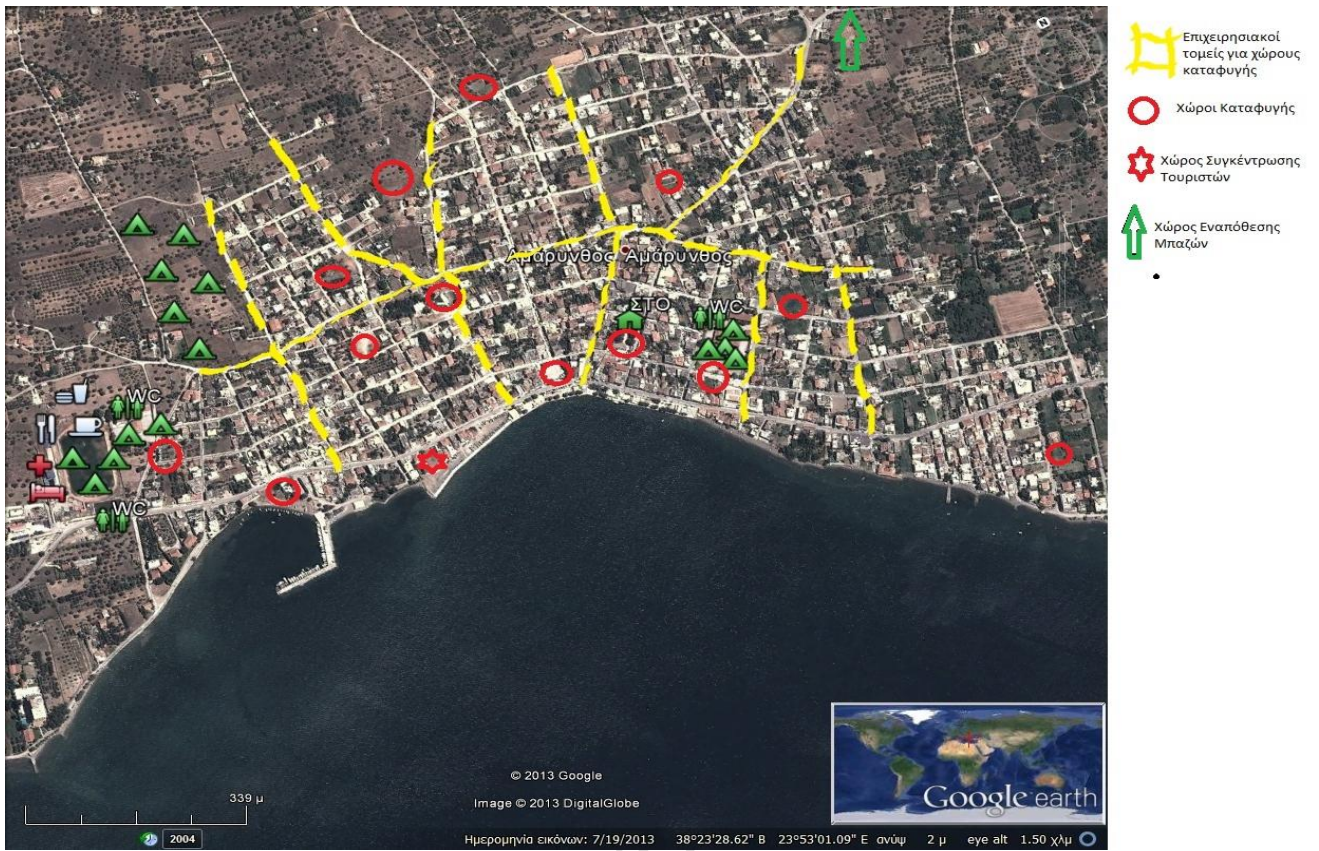 Επιχειρησιακοί
τομείς για χώρους
καταφυγής
Χώροι Καταφυγής
Χώρος Συγκέντρωσης
Τουριστών
Χώρος Εναπόθεσης
Μπαζών
N
Αμάρυνθος Αμάρυνθος
ΣΤΟ
WC
WC
WC
© 2013 Google
Image © 2013 DigitalGlobe
Google earth
339 μ
2004
Ημερομηνία εικόνων: 7/19/2013 38°23'28.62" Β 23°53'01.09" Ε ανύψ 2 μ eye alt 1.50 χλμ